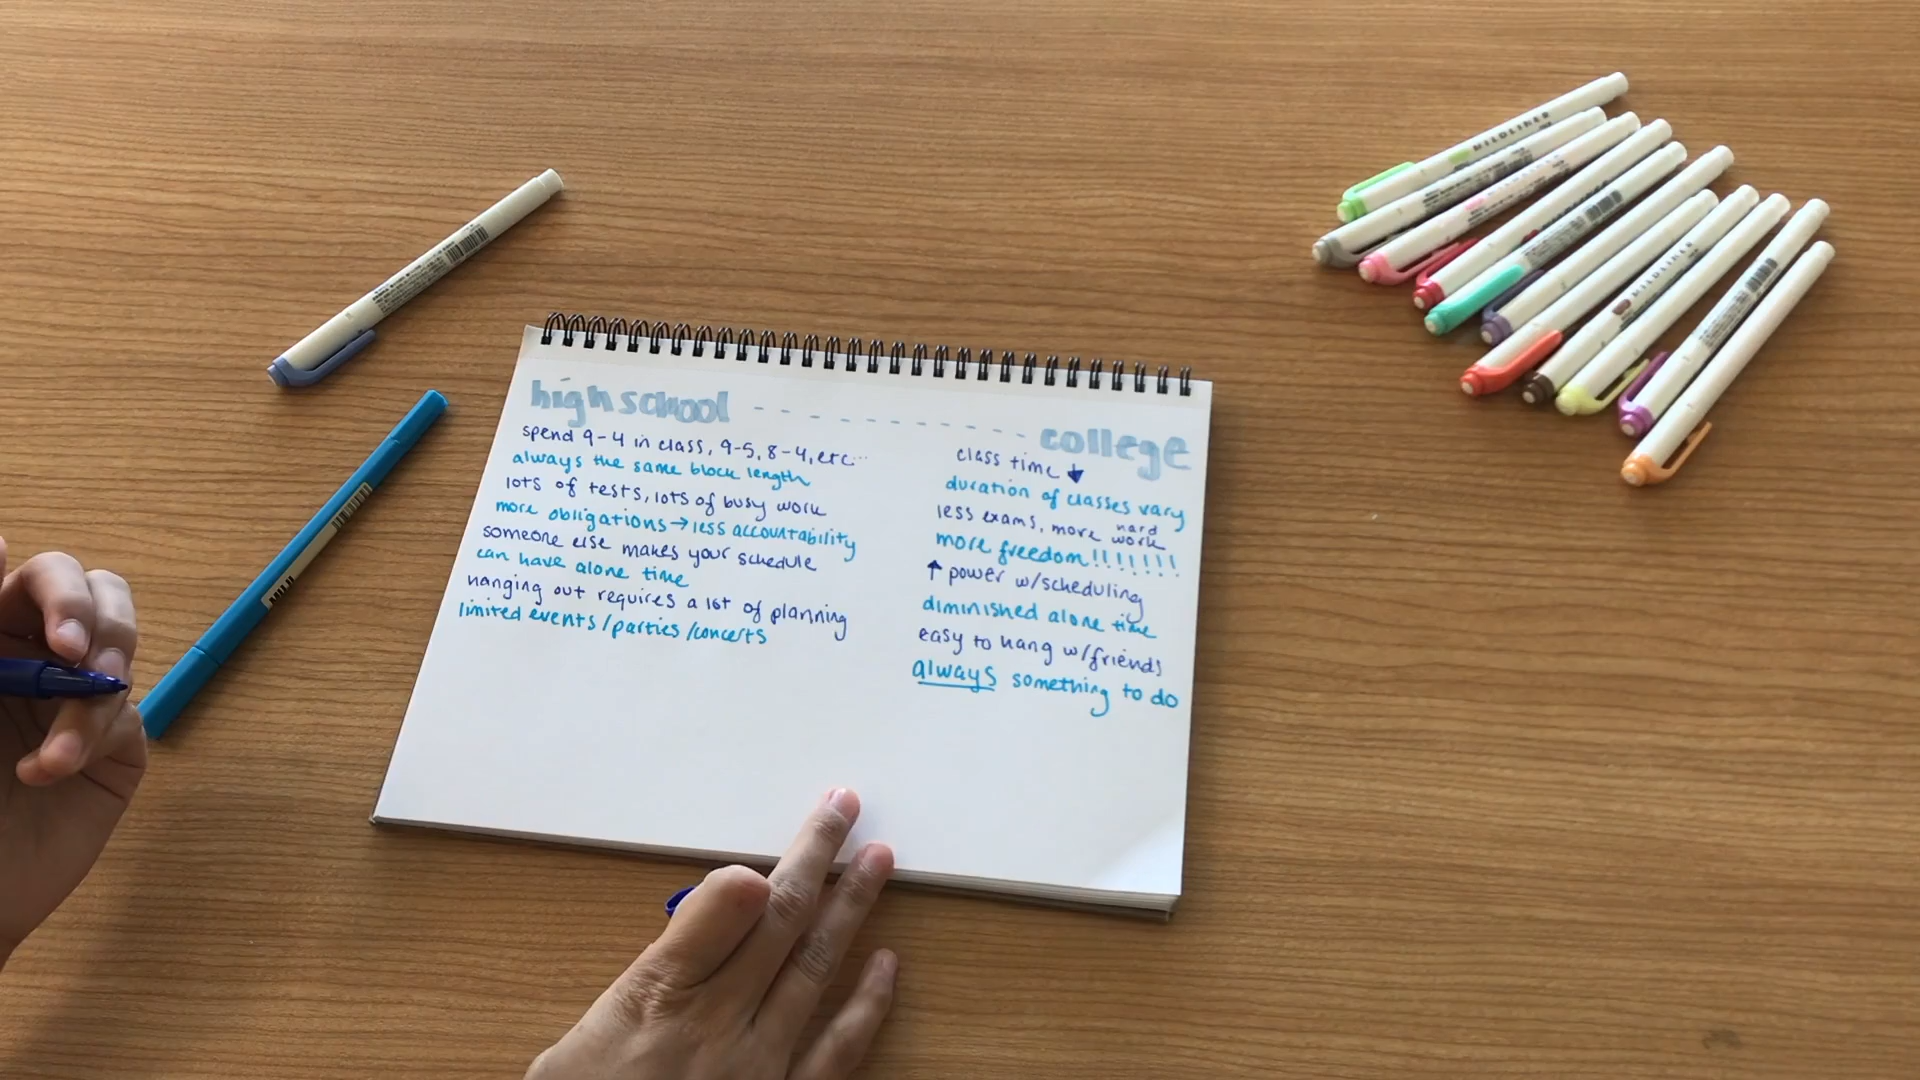 high school - - - - - - - - - - college
spend 9-4 in class, 9-5, 8-4, etc...
always the same block length
lots of tests, lots of busy work
more obligations → less accountability
someone else makes your schedule
can have alone time
hanging out requires a lot of planning
limited events/parties/concerts
class time ↓
duration of classes vary
less exams, more hard work
more freedom!!!!!!!
↑ power w/scheduling
diminished alone time
easy to hang w/friends
always something to do
MILDLINER
MILDLINER